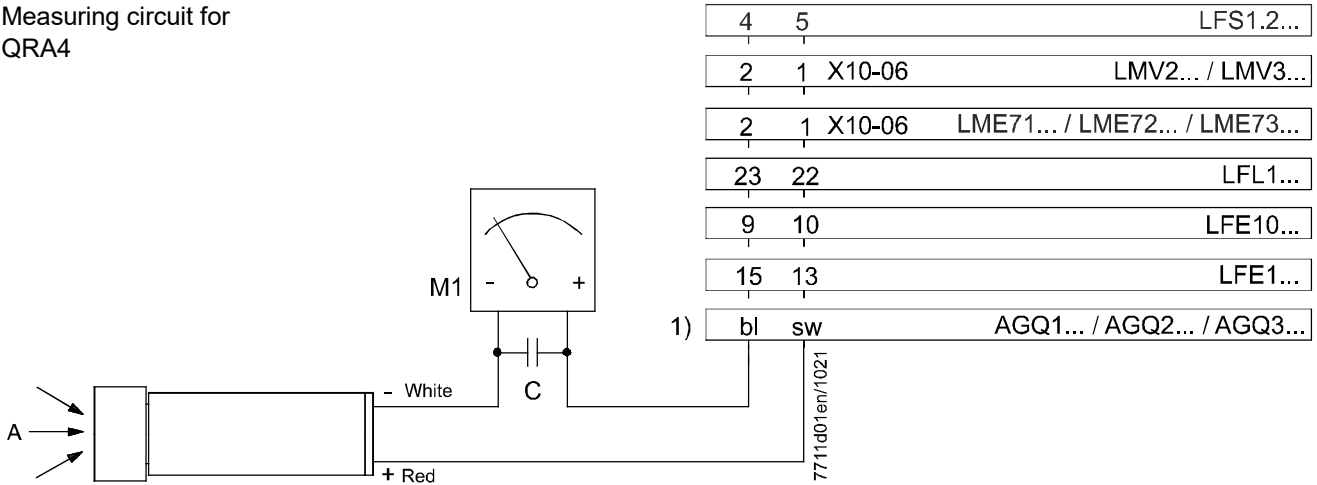 Measuring circuit for
QRA4
4 5 LFS1.2...
2 1 X10-06 LMV2... / LMV3...
2 1 X10-06 LME71... / LME72... / LME73...
23 22 LFL1...
9 10 LFE10...
15 13 LFE1...
1) bl sw AGQ1... / AGQ2... / AGQ3...
M1 - +
C
- White
A
+ Red
7711d01en/1021